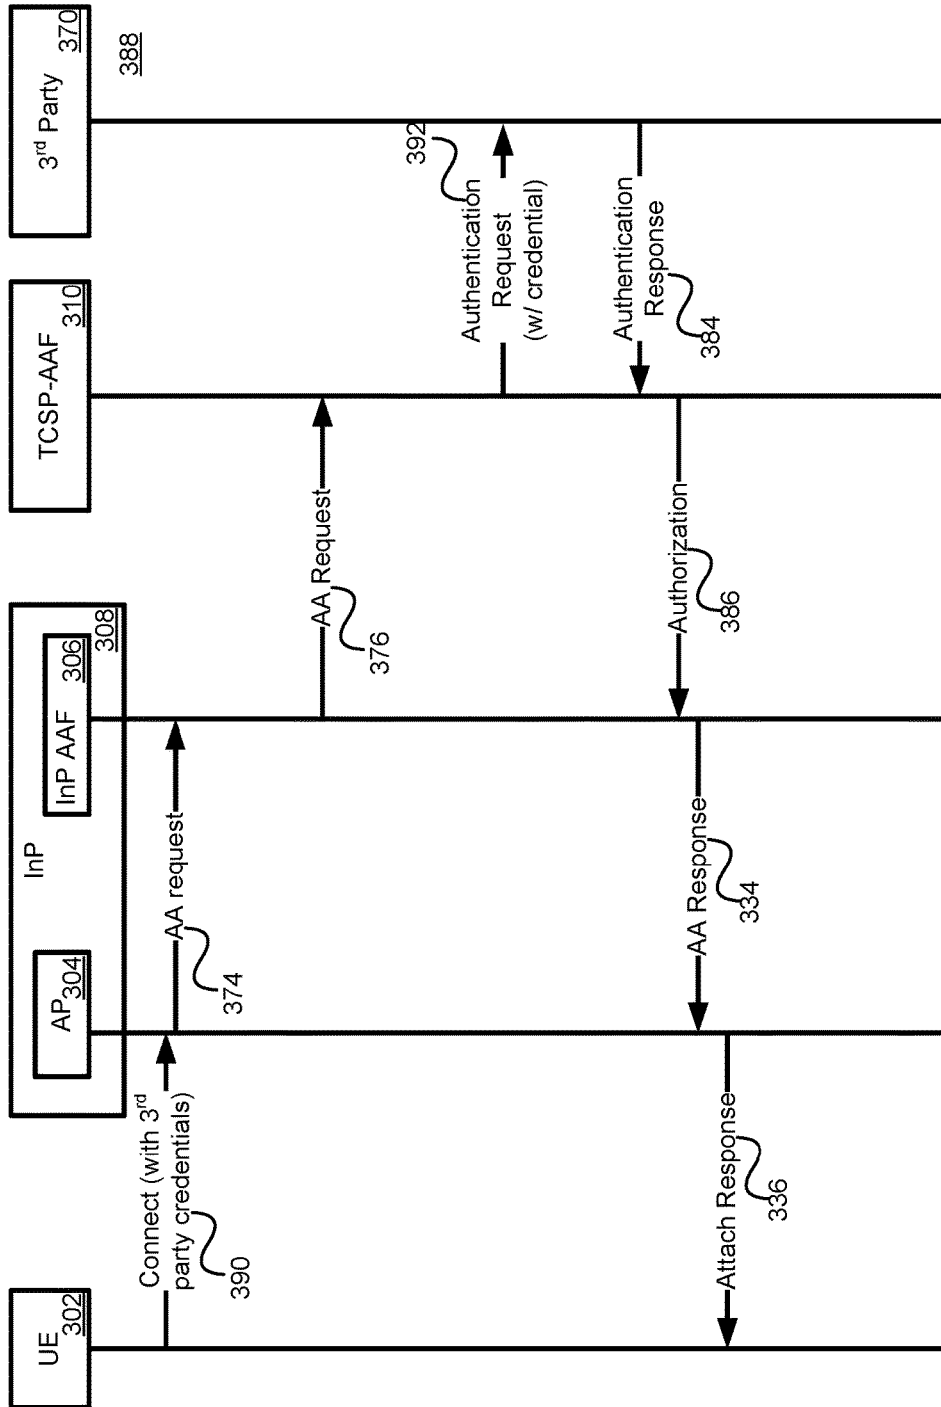 UE
302
InP
AP
304
InP AAF
306
308
TCSP-AAF
310
3rd Party
370
388
Connect (with 3rd
party credentials)
390
AA request
374
AA Request
376
Authentication
Request
(w/ credential)
392
Authentication
Response
384
Authorization
386
AA Response
334
Attach Response
336